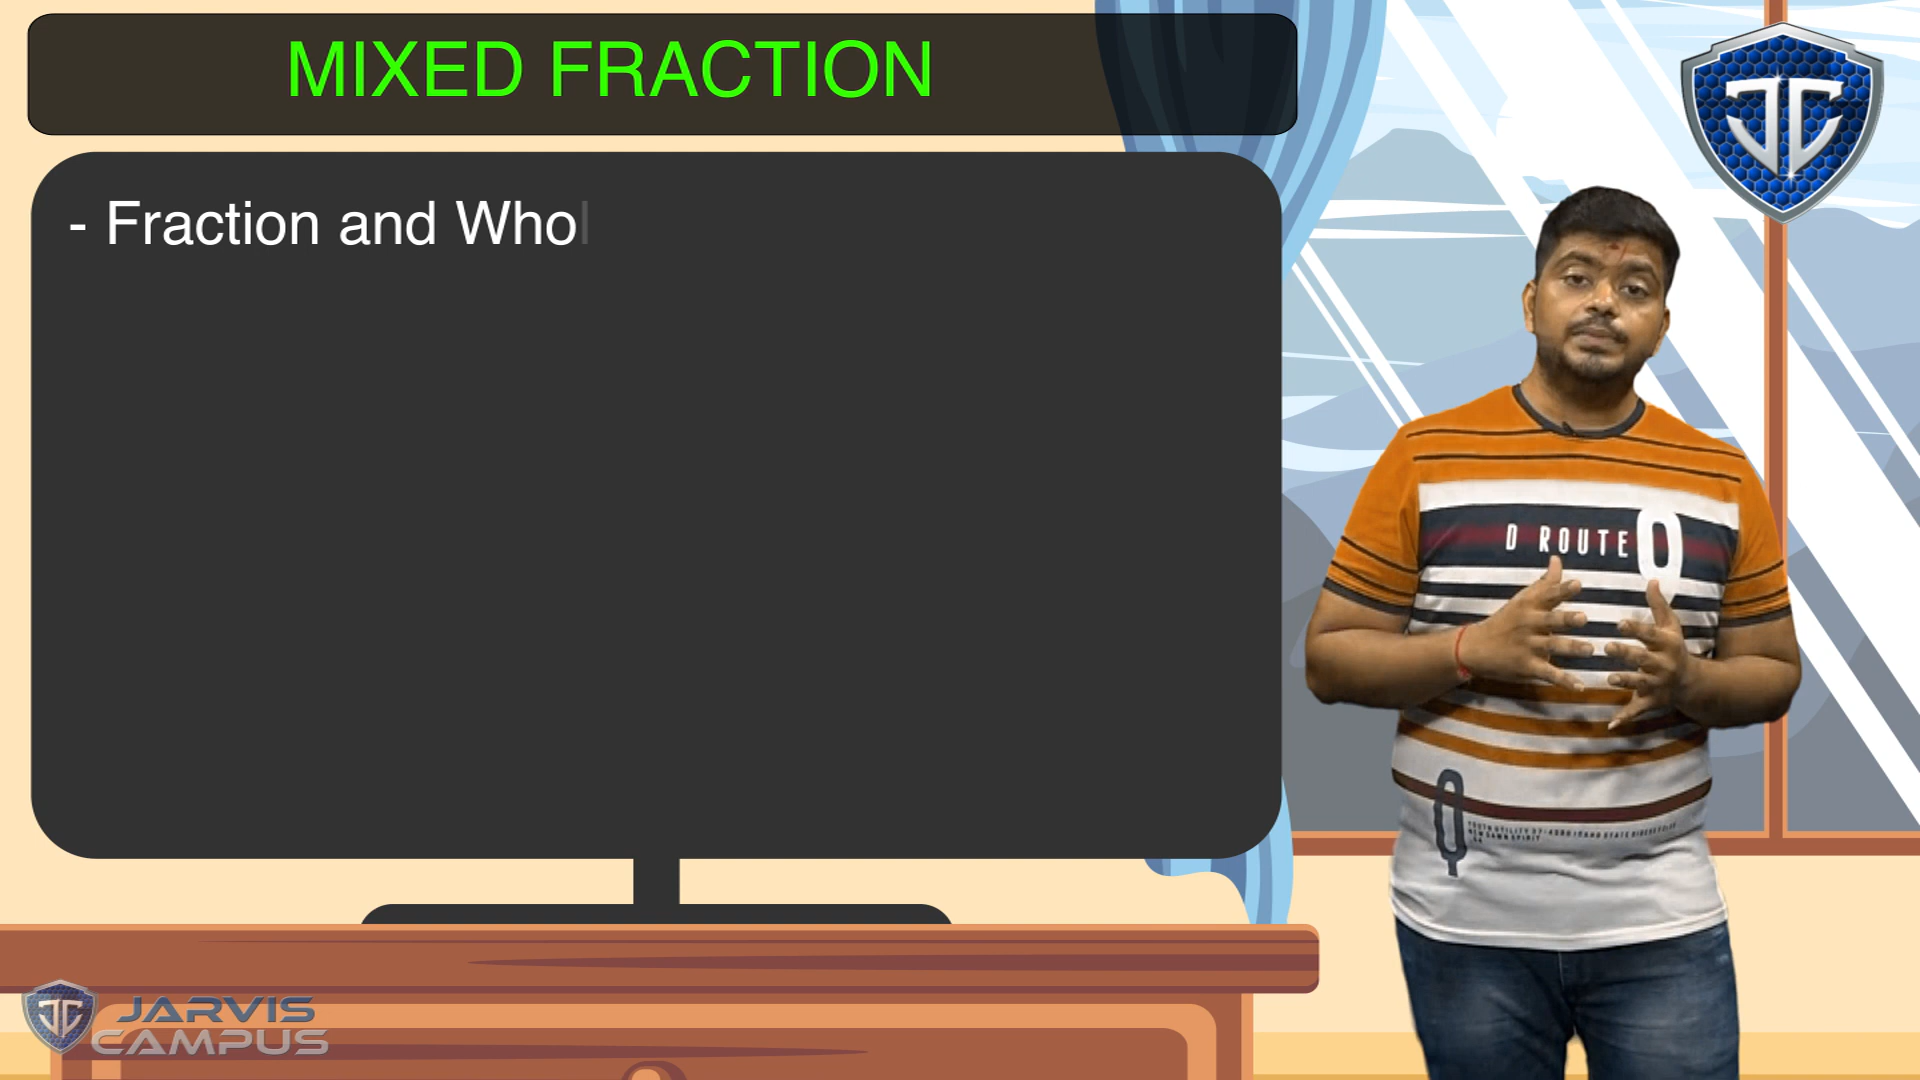 MIXED FRACTION
- Fraction and Whol
D ROUTE
JARVIS
CAMPUS